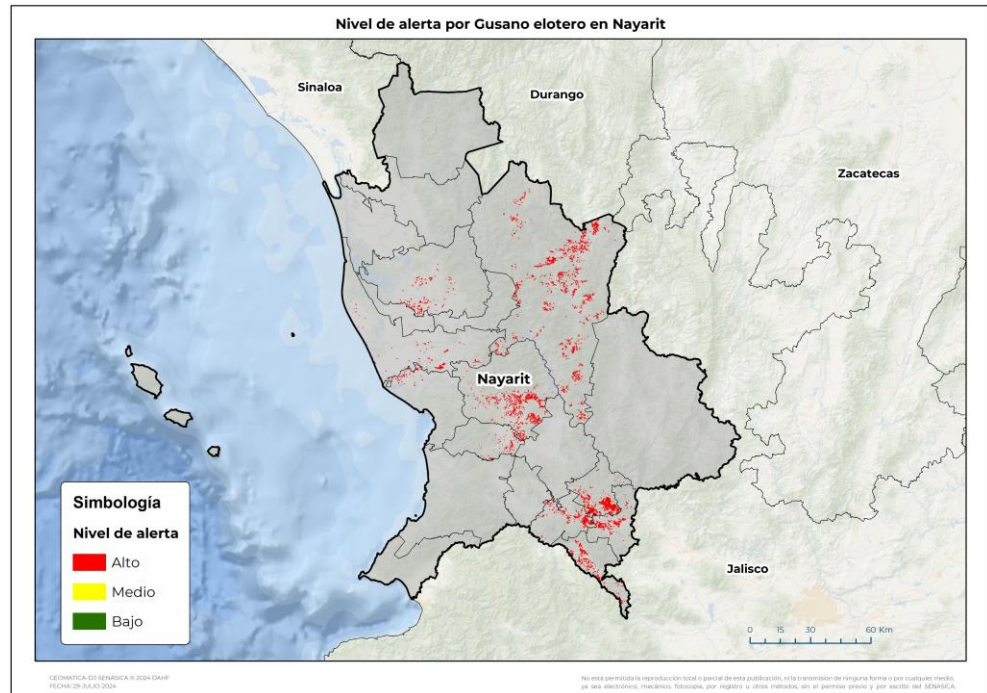 Nivel de alerta por Gusano elotero en Nayarit
Sinaloa
Durango
Zacatecas
Nayarit
Jalisco
Simbología
Nivel de alerta
Alto
Medio
Bajo
0 15 30 60 Km
GEOMATICA-DJ-SENASICA © 2024 DAHF
FECHA: 29-JULIO-2024
No está permitida la reproducción total o parcial de esta publicación, ni la transmisión de ninguna forma o por cualquier medio,
ya sea electrónico, mecánico, fotocopia, por registro u otros métodos, sin el permiso previo y por escrito del SENASICA.